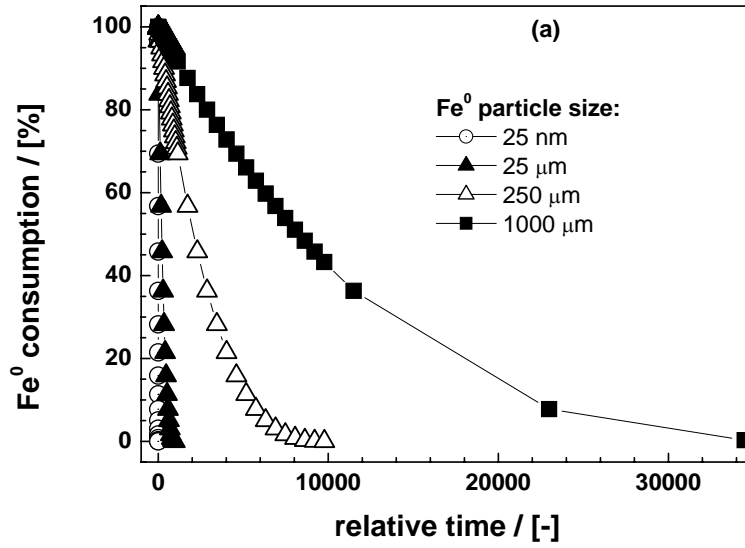 (a)
Fe⁰ particle size:
25 nm
25 μm
250 μm
1000 μm
Fe⁰ consumption / [%]
100
80
60
40
20
0
0
10000
20000
30000
relative time / [-]